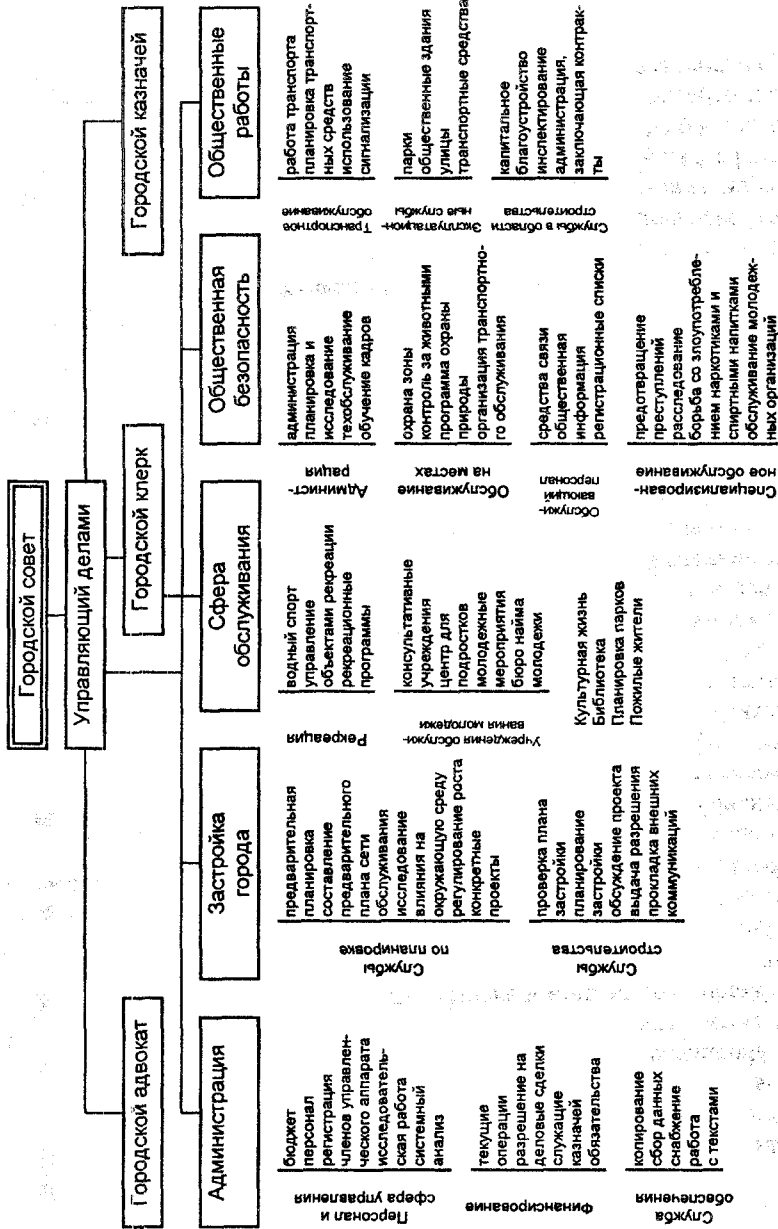 Городской совет
Управляющий делами
Городской адвокат
Городской клерк
Городской казначей
Администрация
Персонал и
сфера управления
бюджет
персонал
регистрация
членов управлен-
ческого аппарата
исследователь-
ская работа
системный
анализ
Финансирование
текущие
операции
разрешение на
деловые сделки
служащие
казначей
обязательства
Служба
обеспечения
копирование
сбор данных
снабжение
работа
с текстами
Застройка
города
Службы
по планировке
предварительная
планировка
составление
предварительного
плана сети
обслуживания
исследование
влияния на
окружающую среду
регулирование роста
конкретные
проекты
Службы
строительства
проверка плана
застройки
планирование
застройки
обсуждение проекта
выдача разрешения
прокладка внешних
коммуникаций
Сфера
обслуживания
Рекреация
водный спорт
управление
объектами рекреации
рекреационные
программы
Учреждения обслужи-
вания молодежи
консультативные
учреждения
центр для
подростков
молодежные
мероприятия
бюро найма
молодежи
Культурная жизнь
Библиотека
Планировка парков
Пожилые жители
Общественная
безопасность
Админист-
рация
администрация
планировка и
исследование
техобслуживание
обучение кадров
Обслуживание
на местах
охрана зоны
контроль за животными
программа охраны
природы
организация транспортно-
го обслуживания
Обслужи-
вающий
персонал
средства связи
общественная
информация
регистрационные списки
Специализирован-
ное обслуживание
предотвращение
преступлений
расследование
борьба со злоупотребле-
нием наркотиками и
спиртными напитками
обслуживание молодеж-
ных организаций
Общественные
работы
Транспортное
обслуживание
работа транспорта
планировка транспорт-
ных средств
использование
сигнализации
Эксплуатацион-
ные службы
парки
общественные здания
улицы
транспортные средства
Службы в области
строительства
капитальное
благоустройство
инспектирование
администрация,
заключающая контрак-
ты